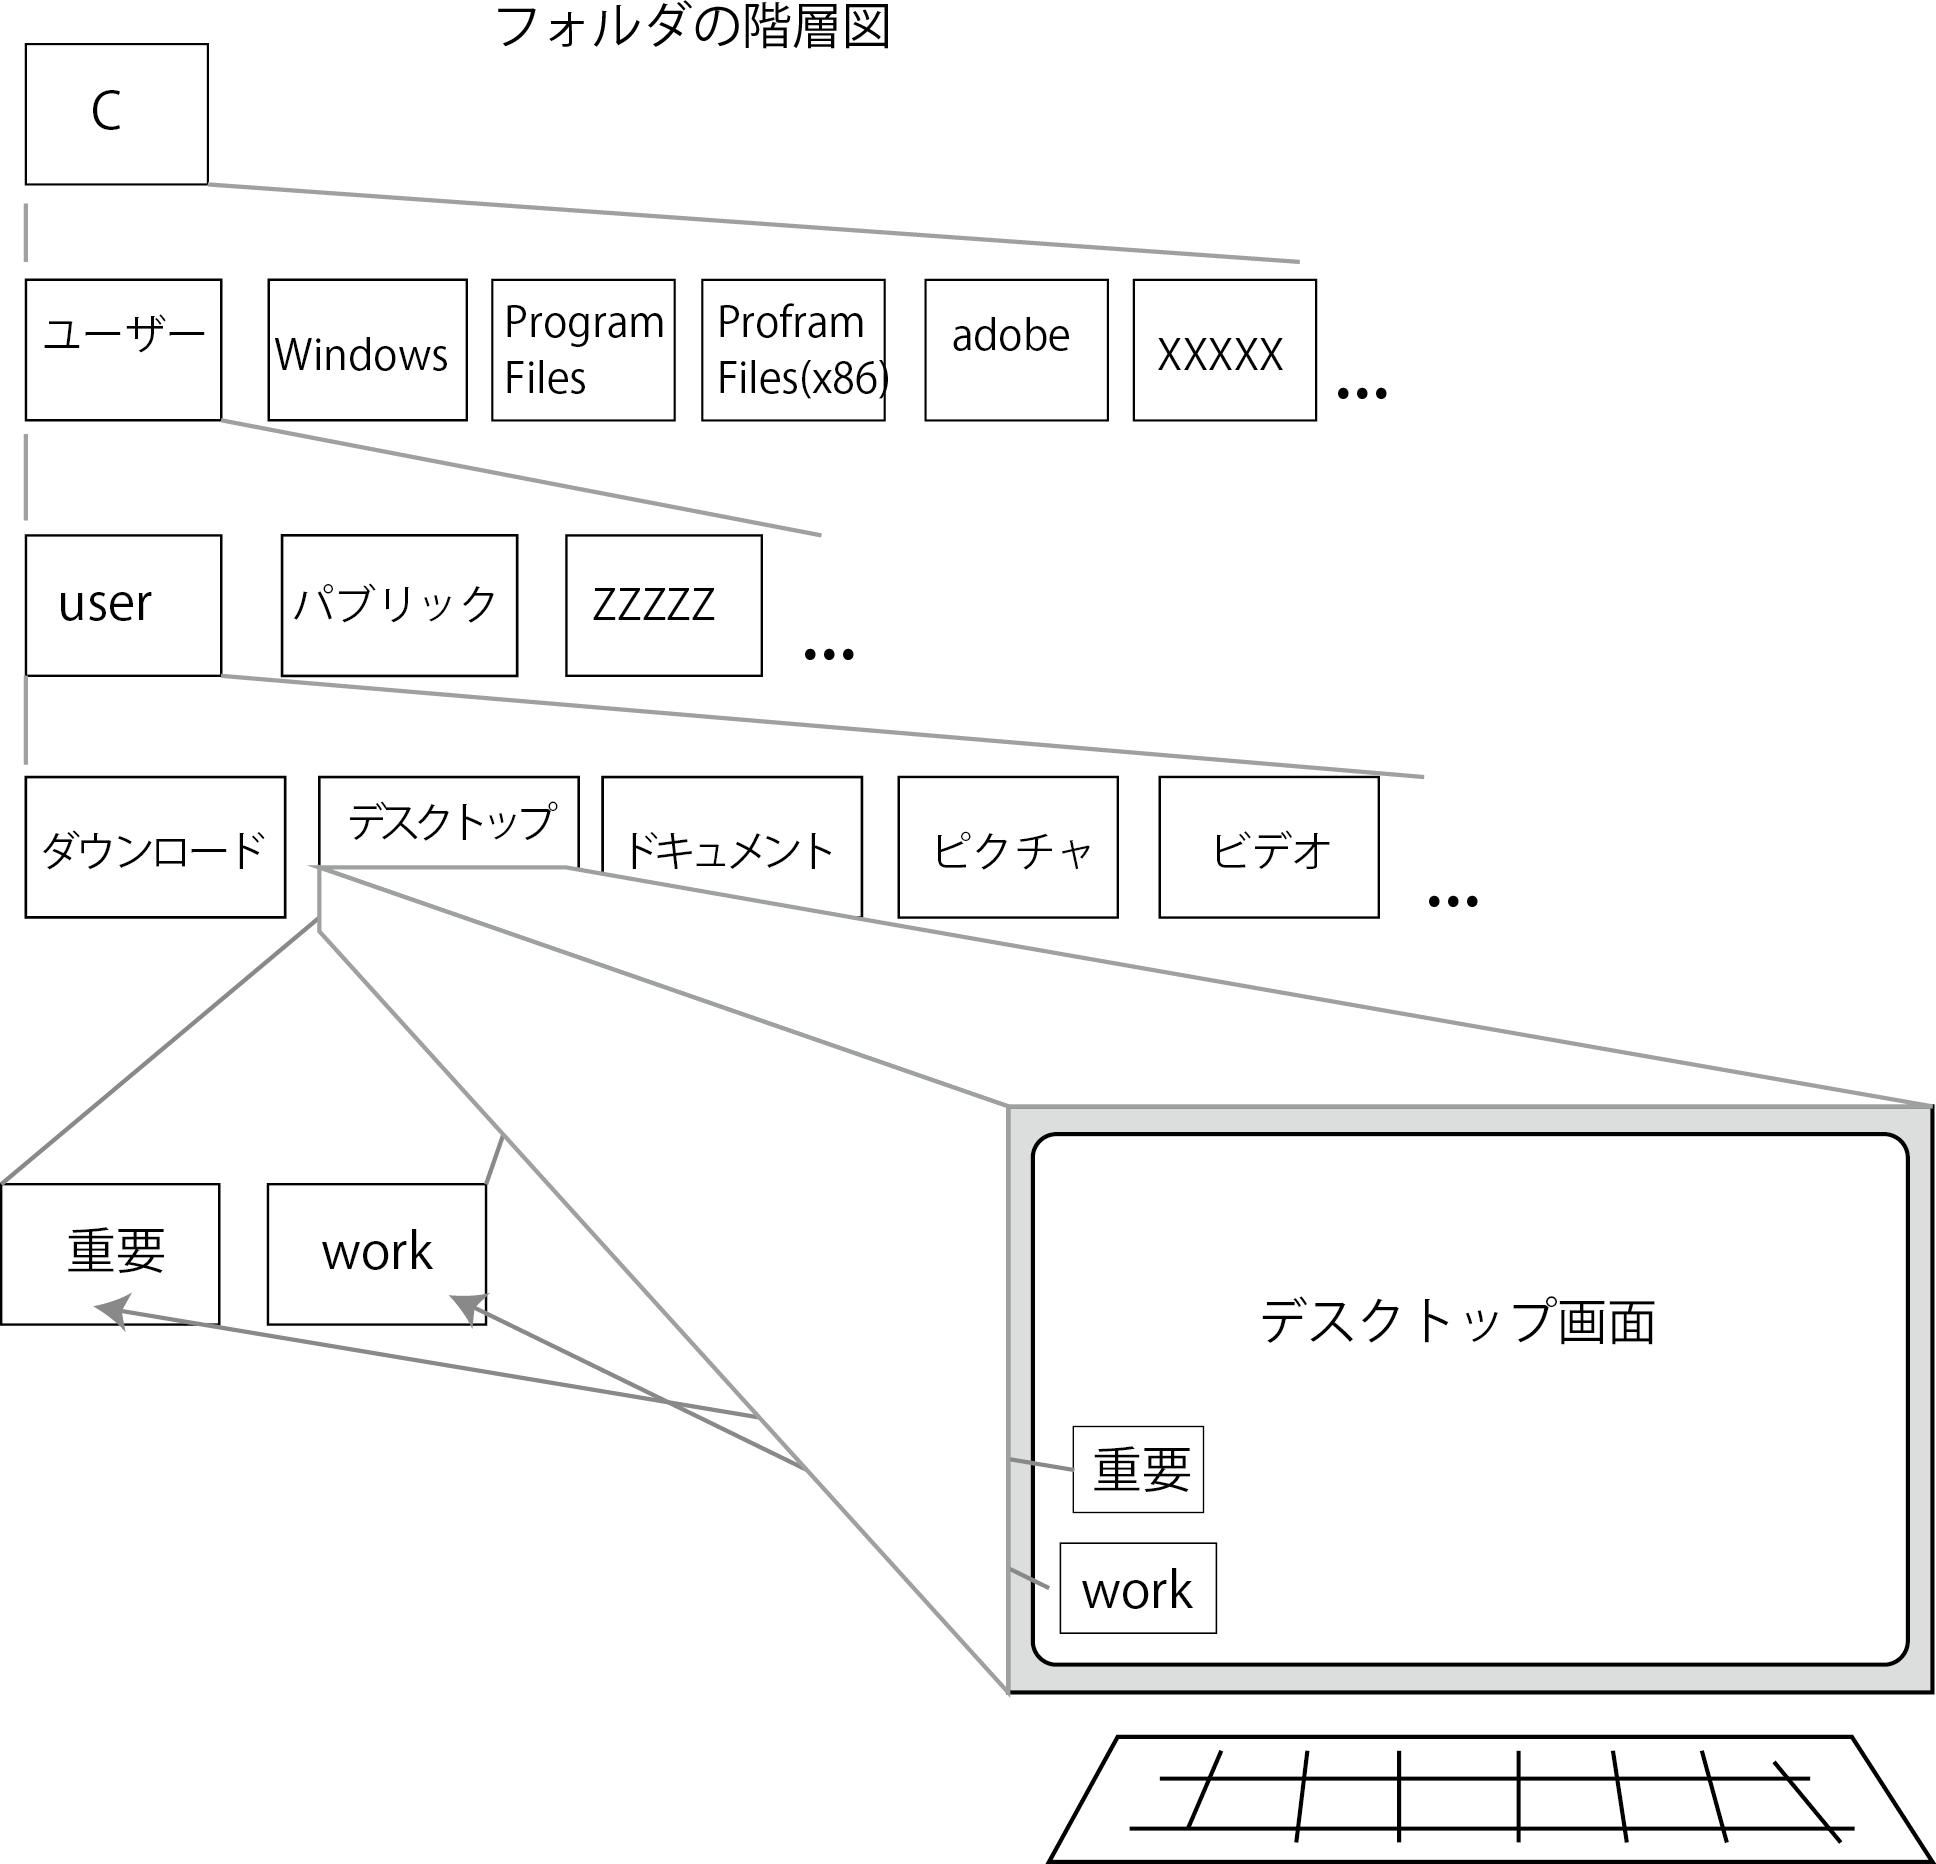 フォルダの階層図
C
ユーザー
Windows
Program
Files
Profram
Files(x86)
adobe
XXXXX
...
user
パブリック
ZZZZZ
...
ダウンロード
デスクトップ
ドキュメント
ピクチャ
ビデオ
...
重要
work
デスクトップ画面
重要
work